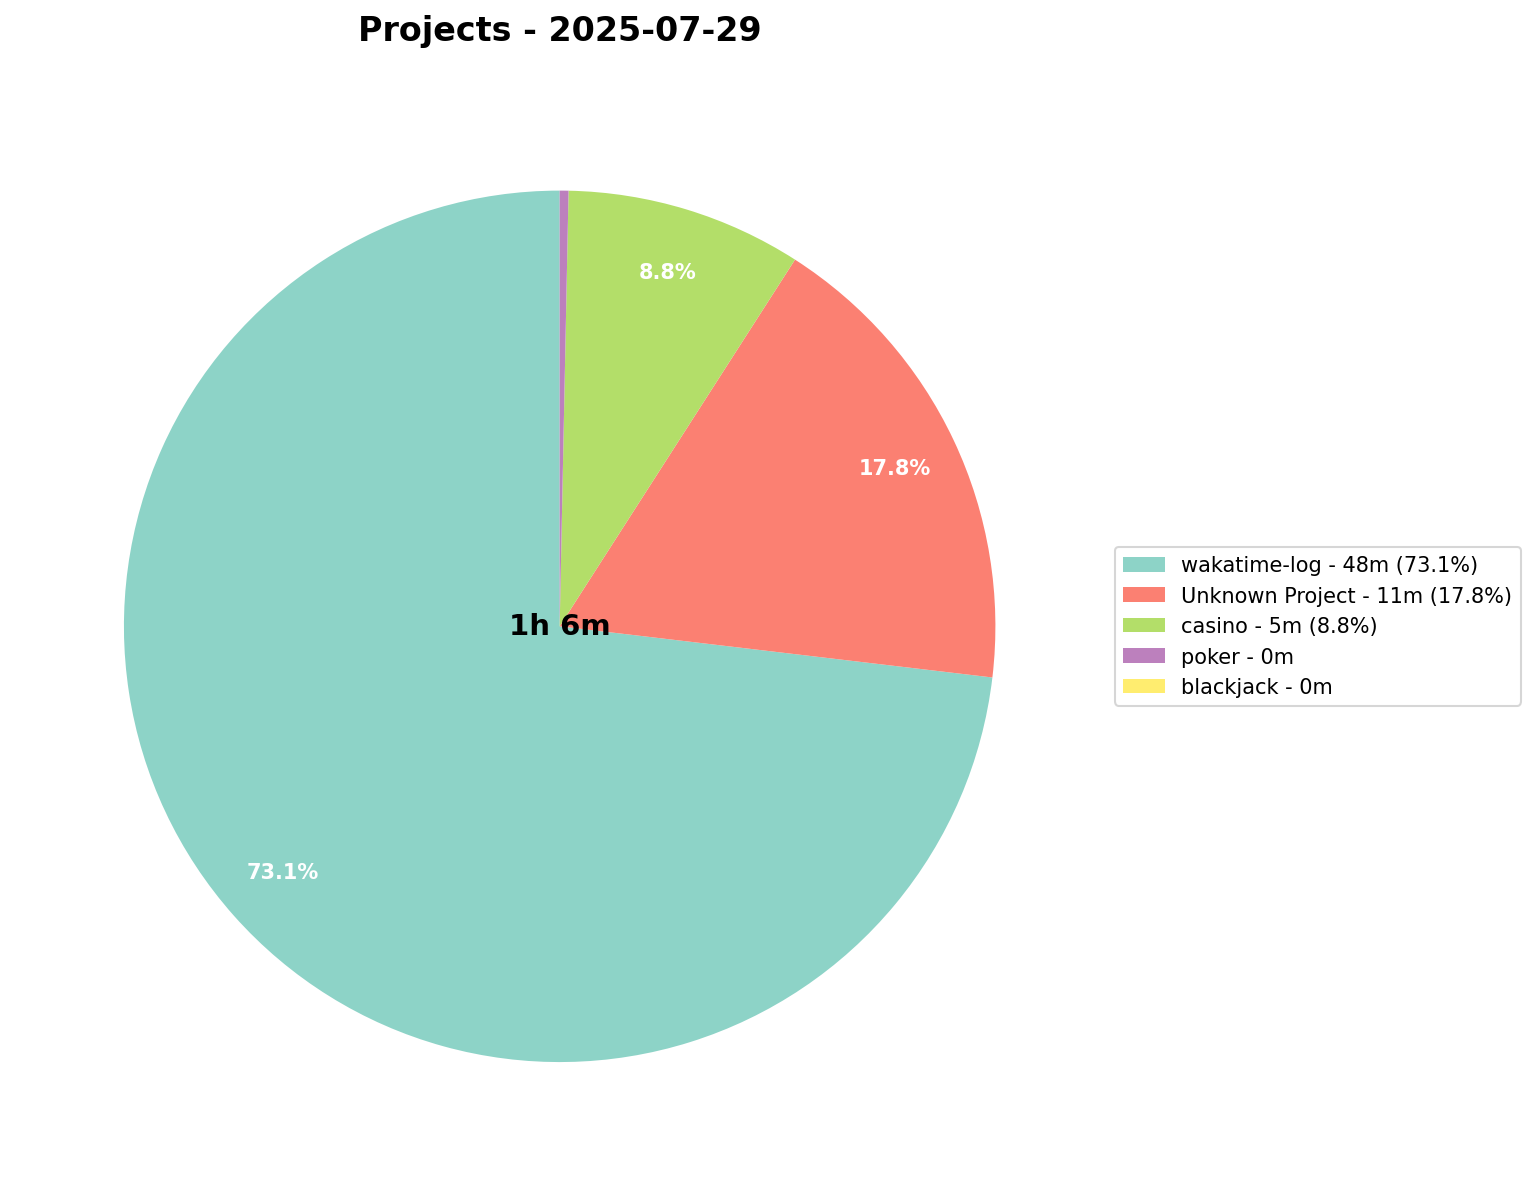 Projects - 2025-07-29
8.8%
17.8%
1h 6m
73.1%
wakatime-log - 48m (73.1%)
Unknown Project - 11m (17.8%)
casino - 5m (8.8%)
poker - 0m
blackjack - 0m